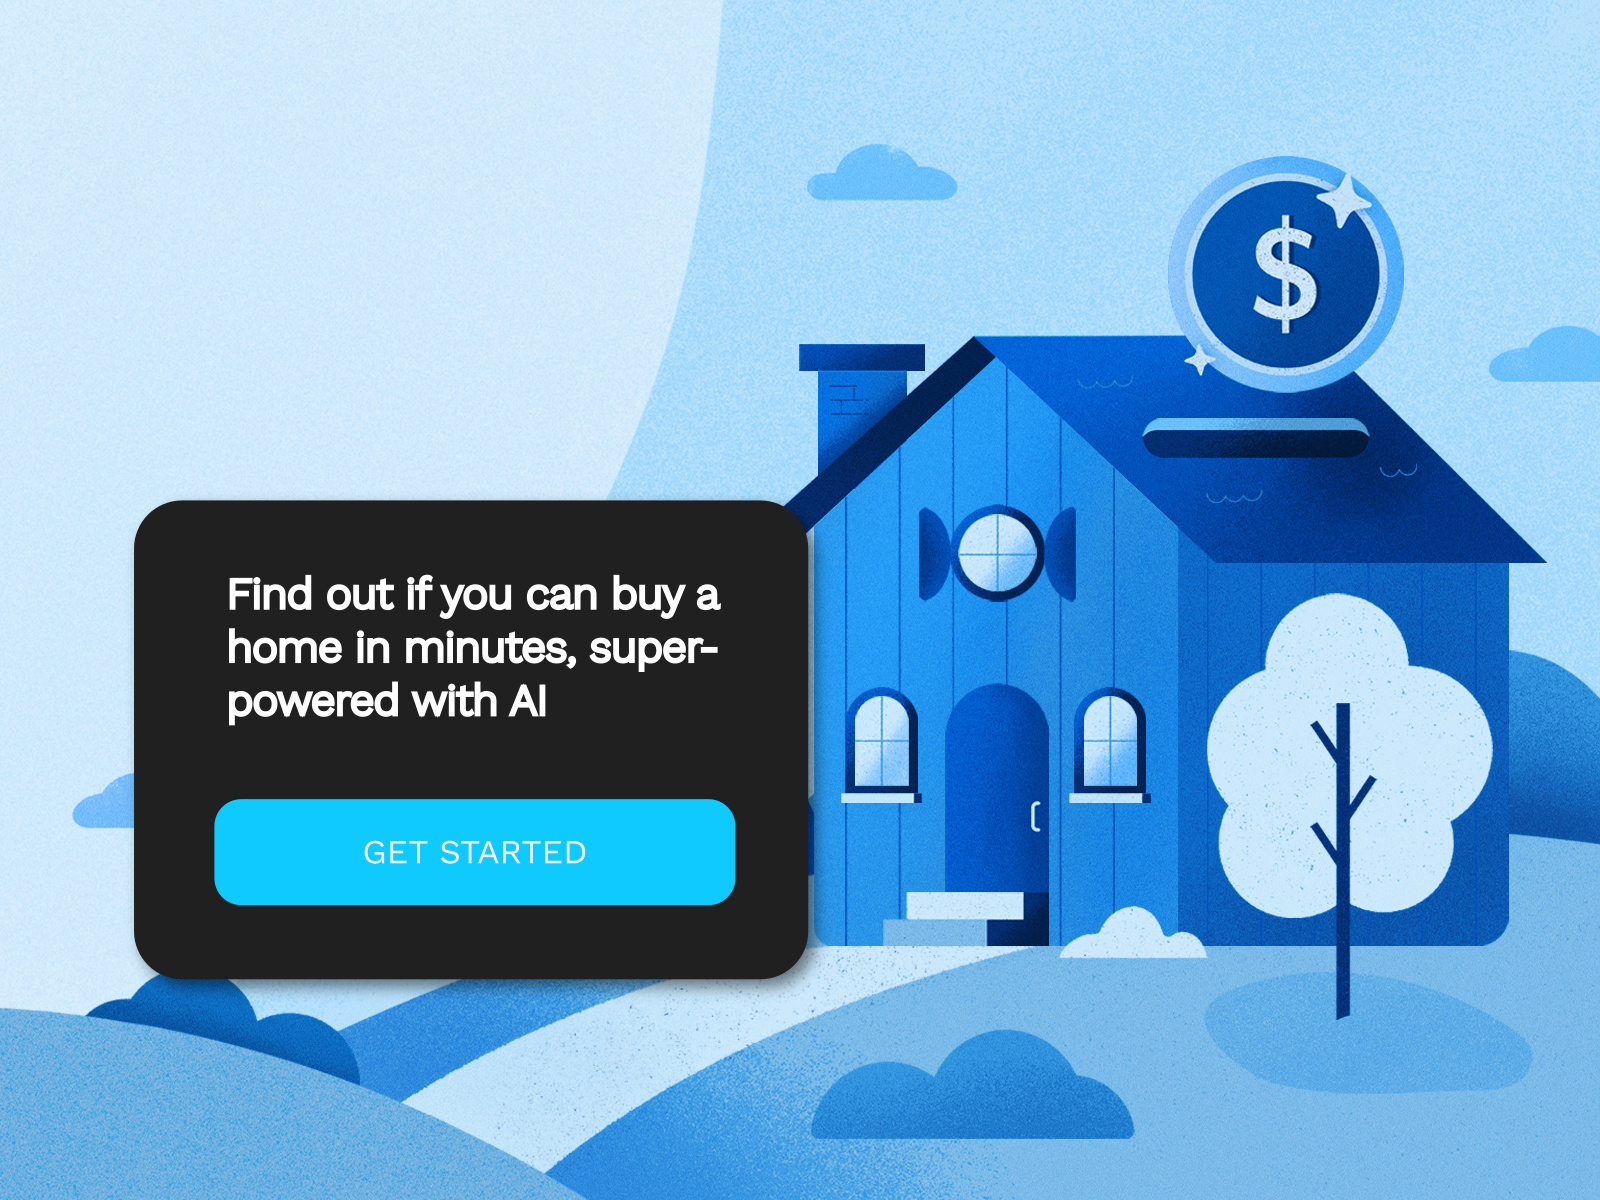 $
Find out if you can buy a
home in minutes, super-
powered with AI
GET STARTED